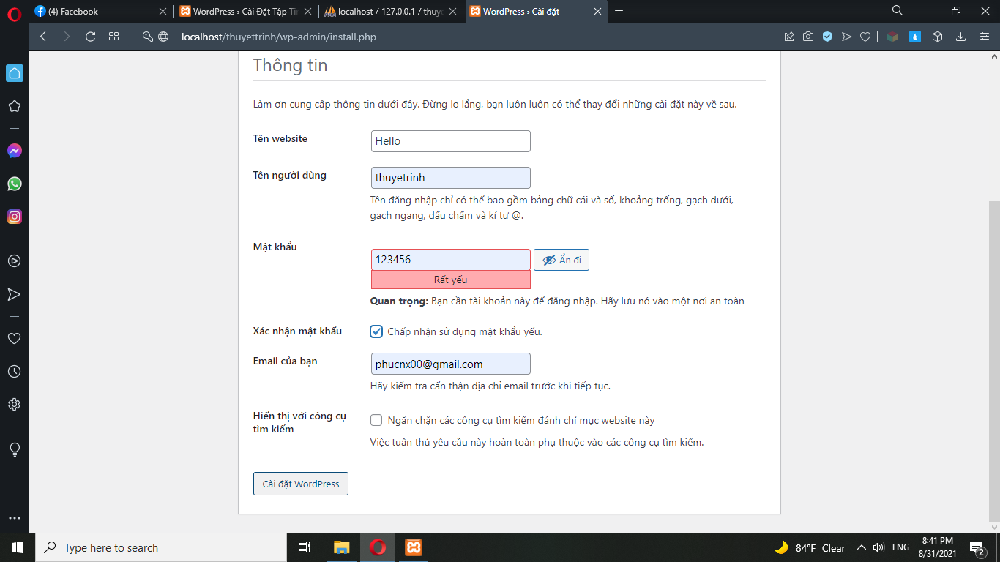 (4) Facebook
WordPress › Cài Đặt Tập Tin
localhost / 127.0.0.1 / thuye
WordPress › Cài đặt
localhost/thuyettrinh/wp-admin/install.php
Thông tin
Làm ơn cung cấp thông tin dưới đây. Đừng lo lắng, bạn luôn luôn có thể thay đổi những cài đặt này về sau.
Tên website
Hello
Tên người dùng
thuyetrinh
Tên đăng nhập chỉ có thể bao gồm bảng chữ cái và số, khoảng trống, gạch dưới,
gạch ngang, dấu chấm và kí tự @.
Mật khẩu
123456
Ẩn đi
Rất yếu
Quan trọng: Bạn cần tài khoản này để đăng nhập. Hãy lưu nó vào một nơi an toàn
Xác nhận mật khẩu
Chấp nhận sử dụng mật khẩu yếu.
Email của bạn
phucnx00@gmail.com
Hãy kiểm tra cẩn thận địa chỉ email trước khi tiếp tục.
Hiển thị với công cụ
tìm kiếm
Ngăn chặn các công cụ tìm kiếm đánh chỉ mục website này
Việc tuân thủ yêu cầu này hoàn toàn phụ thuộc vào các công cụ tìm kiếm.
Cài đặt WordPress
Type here to search
84°F Clear
ENG
8:41 PM
8/31/2021
2